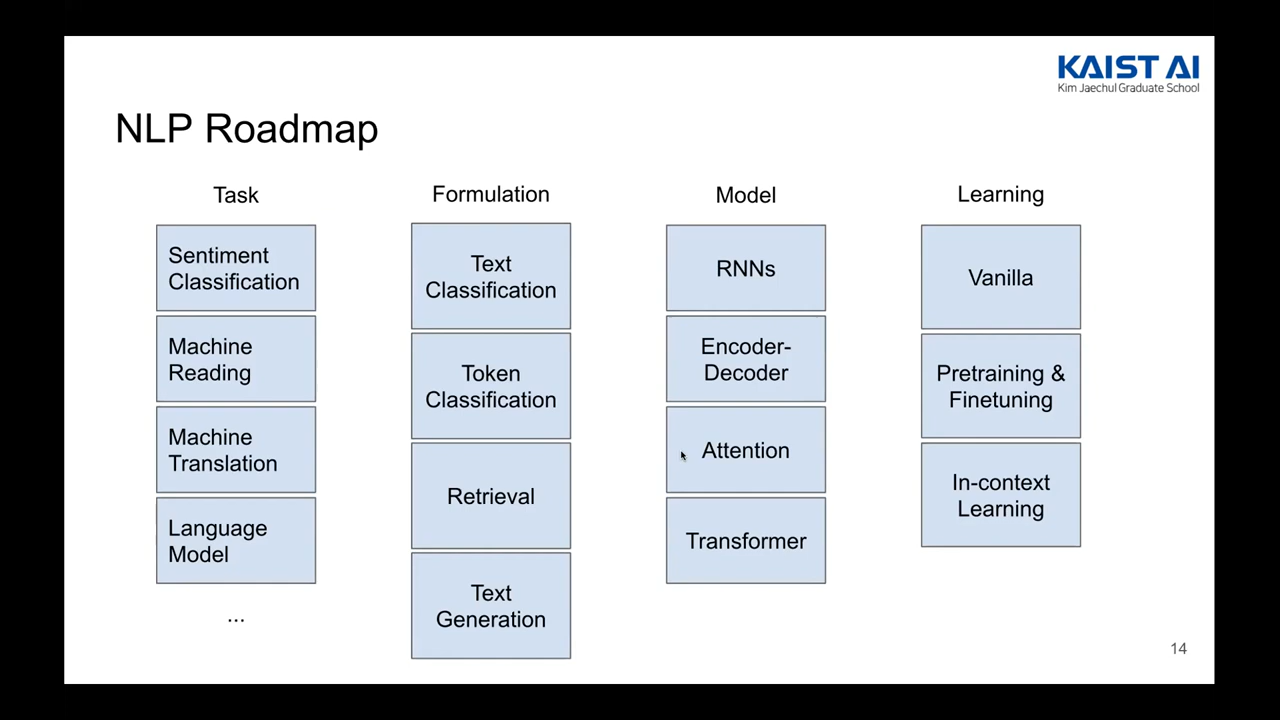 KAIST AI
Kim Jaechul Graduate School
NLP Roadmap
Task
Sentiment
Classification
Machine
Reading
Machine
Translation
Language
Model
...
Formulation
Text
Classification
Token
Classification
Retrieval
Text
Generation
Model
RNNs
Encoder-
Decoder
Attention
Transformer
Learning
Vanilla
Pretraining &
Finetuning
In-context
Learning
14